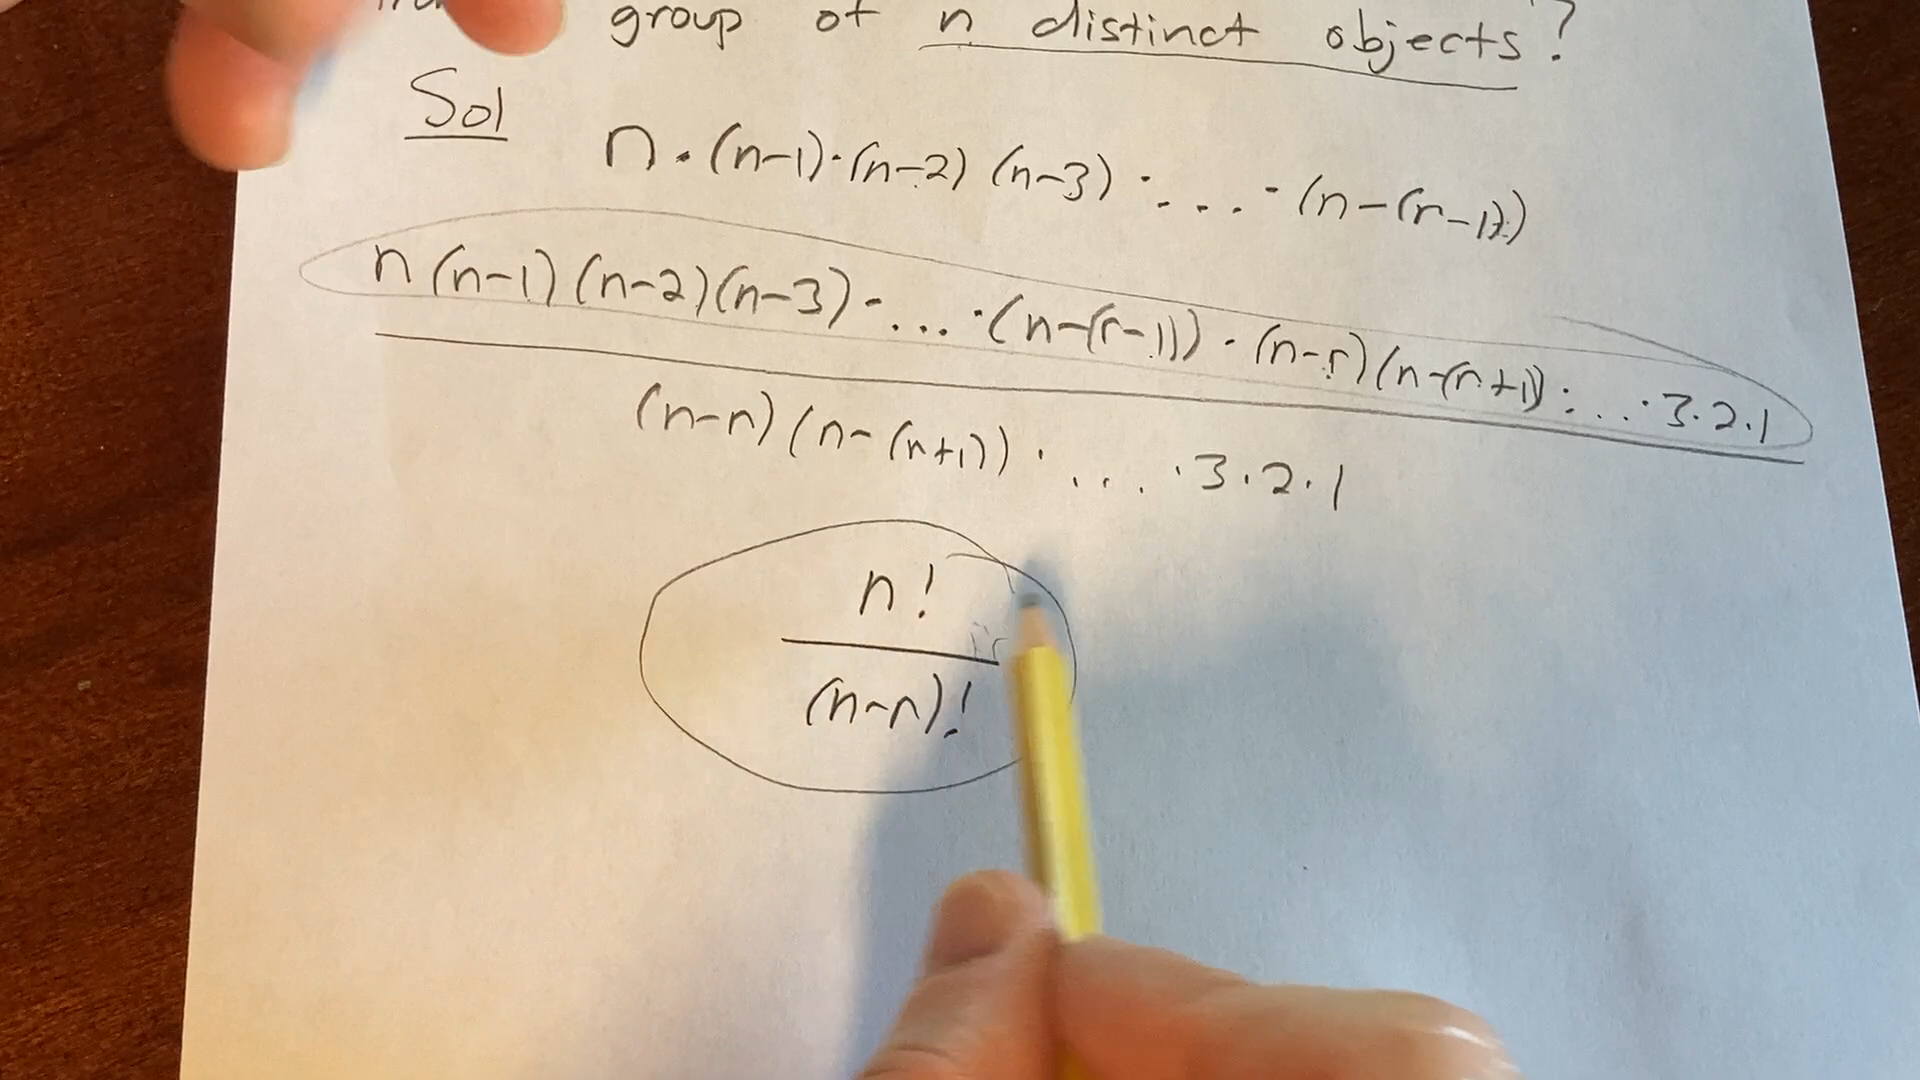 group of n distinct objects?
Sol
n · (n-1) · (n-2) (n-3) · ... · (n-(r-1))
n (n-1) (n-2) (n-3) · ... · (n-(r-1)) · (n-r) (n-(r+1) · ... · 3 · 2 · 1
(n-r) (n-(r+1)) · ... · 3 · 2 · 1
n!
(n-r)!